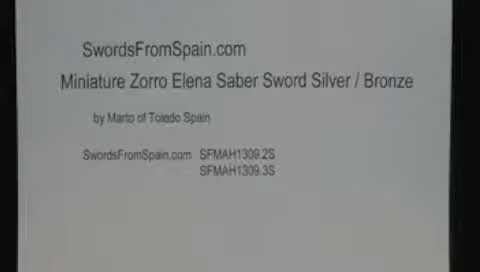 SwordsFromSpain.com
Miniature Zorro Elena Saber Sword Silver / Bronze
by Marto of Toledo Spain
SwordsFromSpain.com SFMAH1309.2S
SFMAH1309.3S